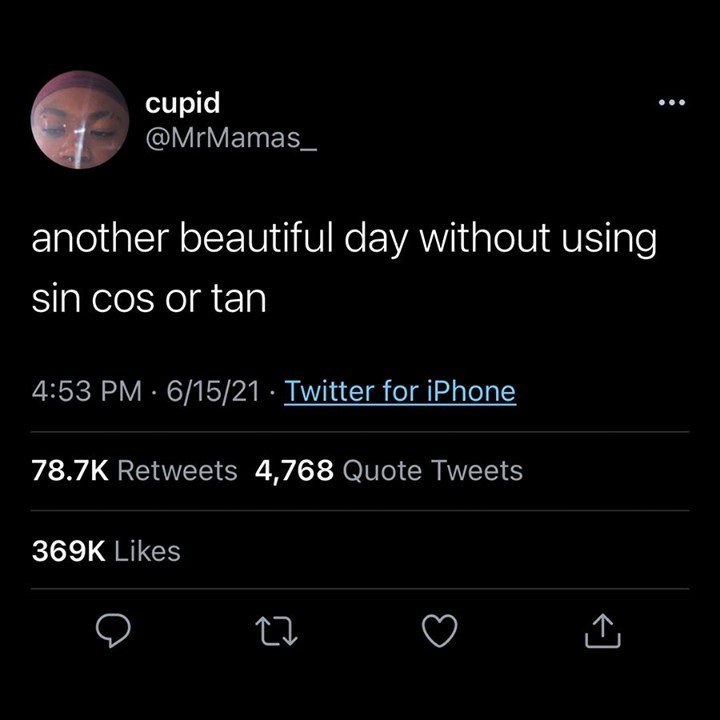 cupid
@MrMamas_
another beautiful day without using
sin cos or tan
4:53 PM · 6/15/21 · Twitter for iPhone
78.7K Retweets 4,768 Quote Tweets
369K Likes